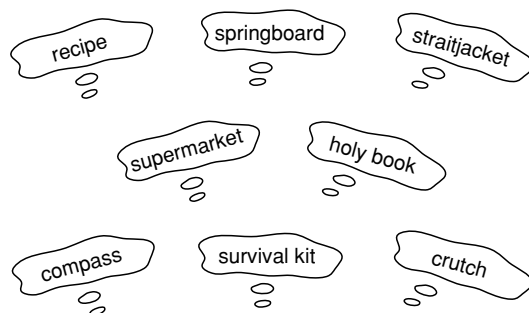 recipe
springboard
straitjacket
supermarket
holy book
compass
survival kit
crutch